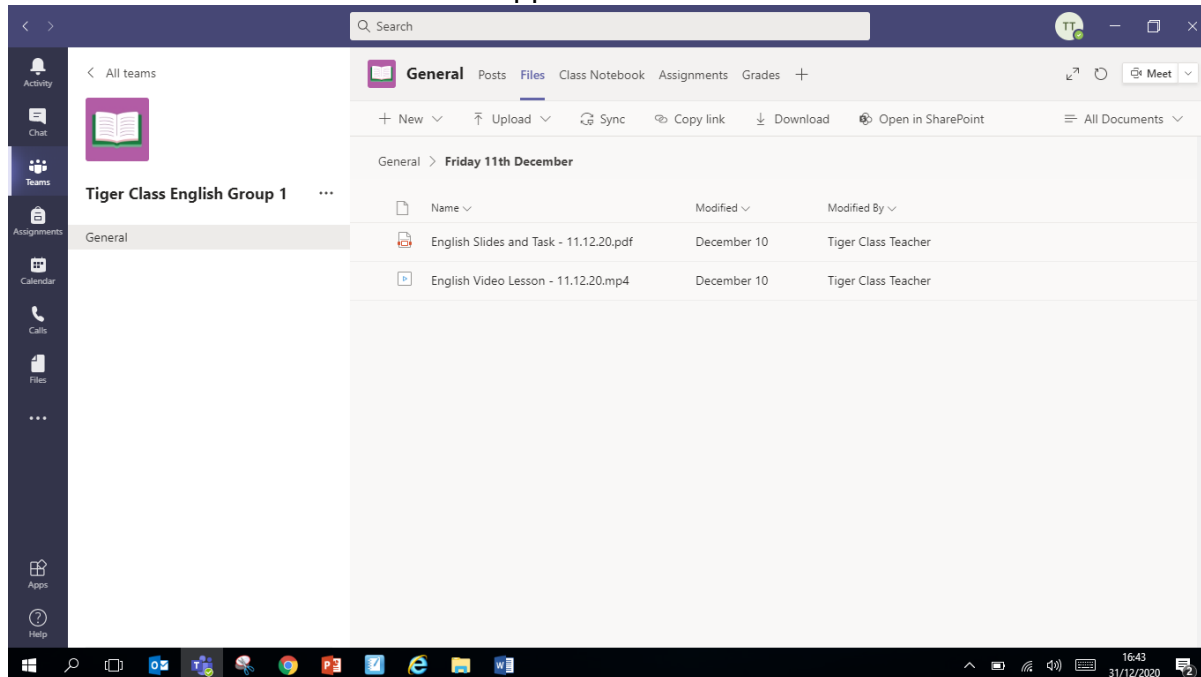 Search
TT
Activity
Chat
Teams
Assignments
Calendar
Calls
Files
Apps
Help
All teams
Tiger Class English Group 1
General
General Posts Files Class Notebook Assignments Grades
Meet
New Upload Sync Copy link Download Open in SharePoint All Documents
General > Friday 11th December
Name Modified Modified By
English Slides and Task - 11.12.20.pdf December 10 Tiger Class Teacher
English Video Lesson - 11.12.20.mp4 December 10 Tiger Class Teacher
16:43
31/12/2020
2